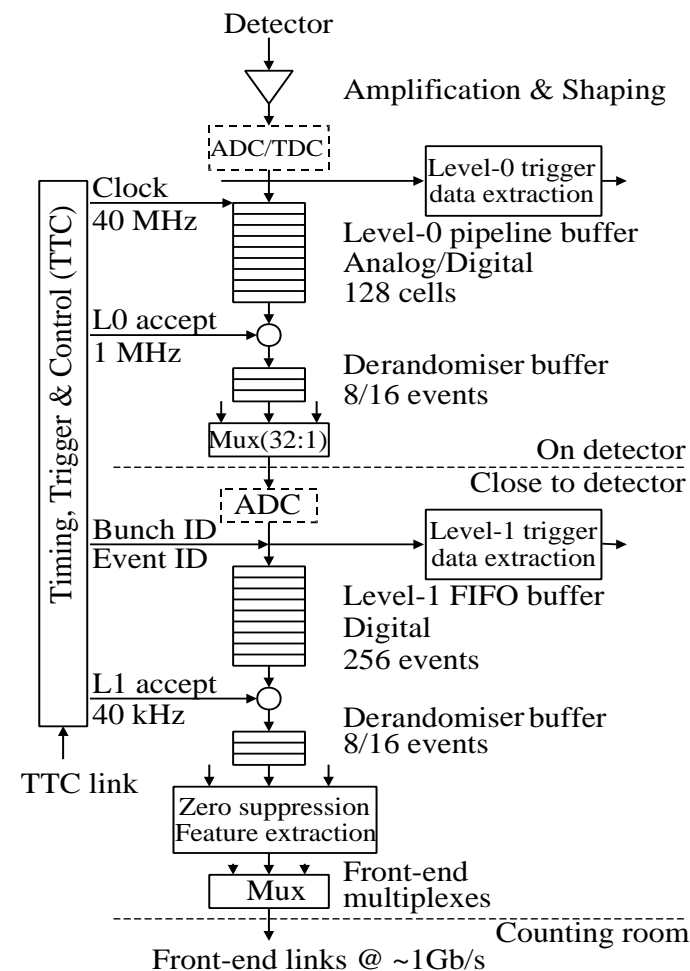 Detector
Amplification & Shaping
ADC/TDC
Level-0 trigger
data extraction
Timing, Trigger & Control (TTC)
Clock
40 MHz
Level-0 pipeline buffer
Analog/Digital
128 cells
L0 accept
1 MHz
Derandomiser buffer
8/16 events
Mux(32:1)
On detector
Close to detector
ADC
Bunch ID
Event ID
Level-1 trigger
data extraction
Level-1 FIFO buffer
Digital
256 events
L1 accept
40 kHz
Derandomiser buffer
8/16 events
TTC link
Zero suppression
Feature extraction
Mux
Front-end
multiplexes
Counting room
Front-end links @ ~1Gb/s